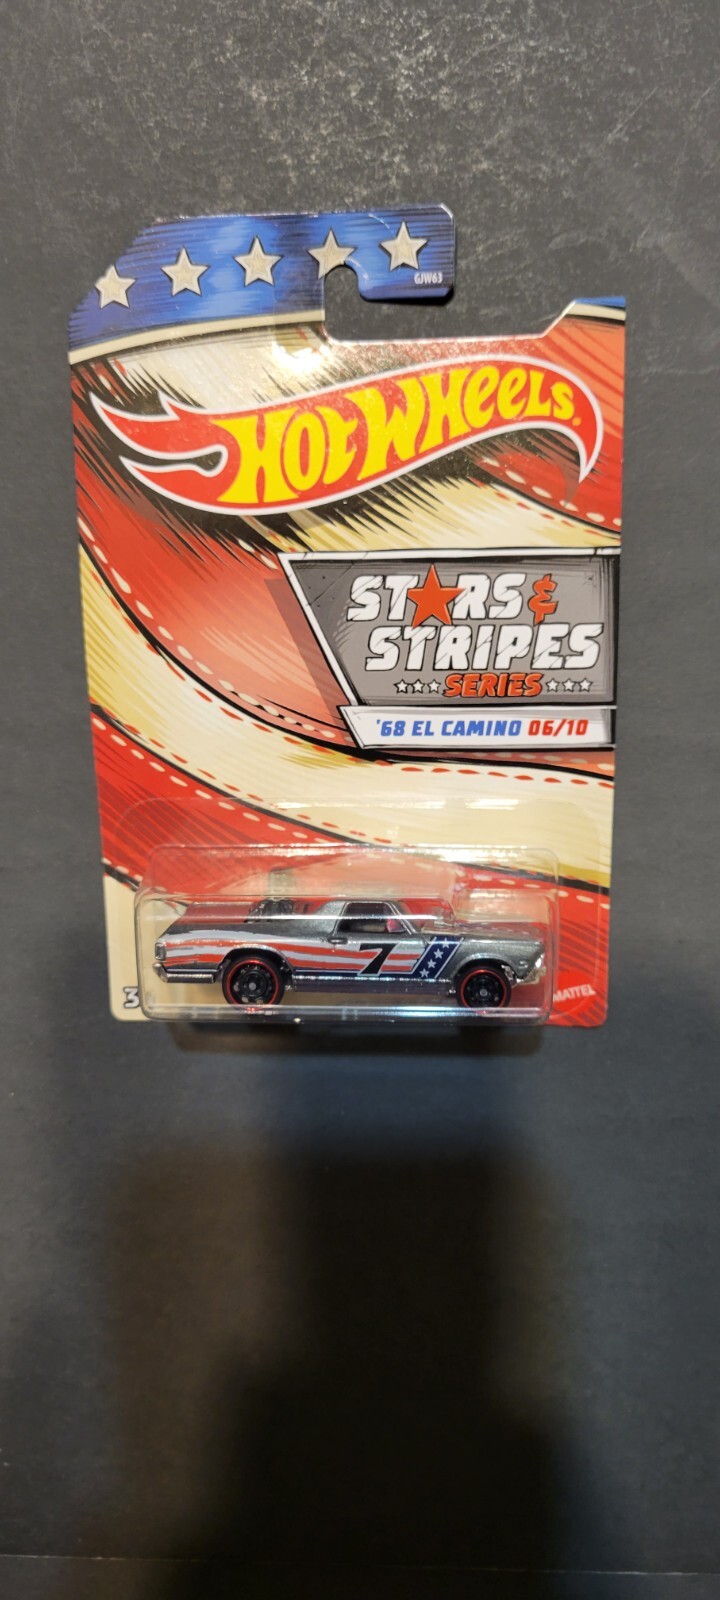 GJW63
HOT WHEELS
STARS &
STRIPES
SERIES
'68 EL CAMINO 06/10
7
3
MATTEL